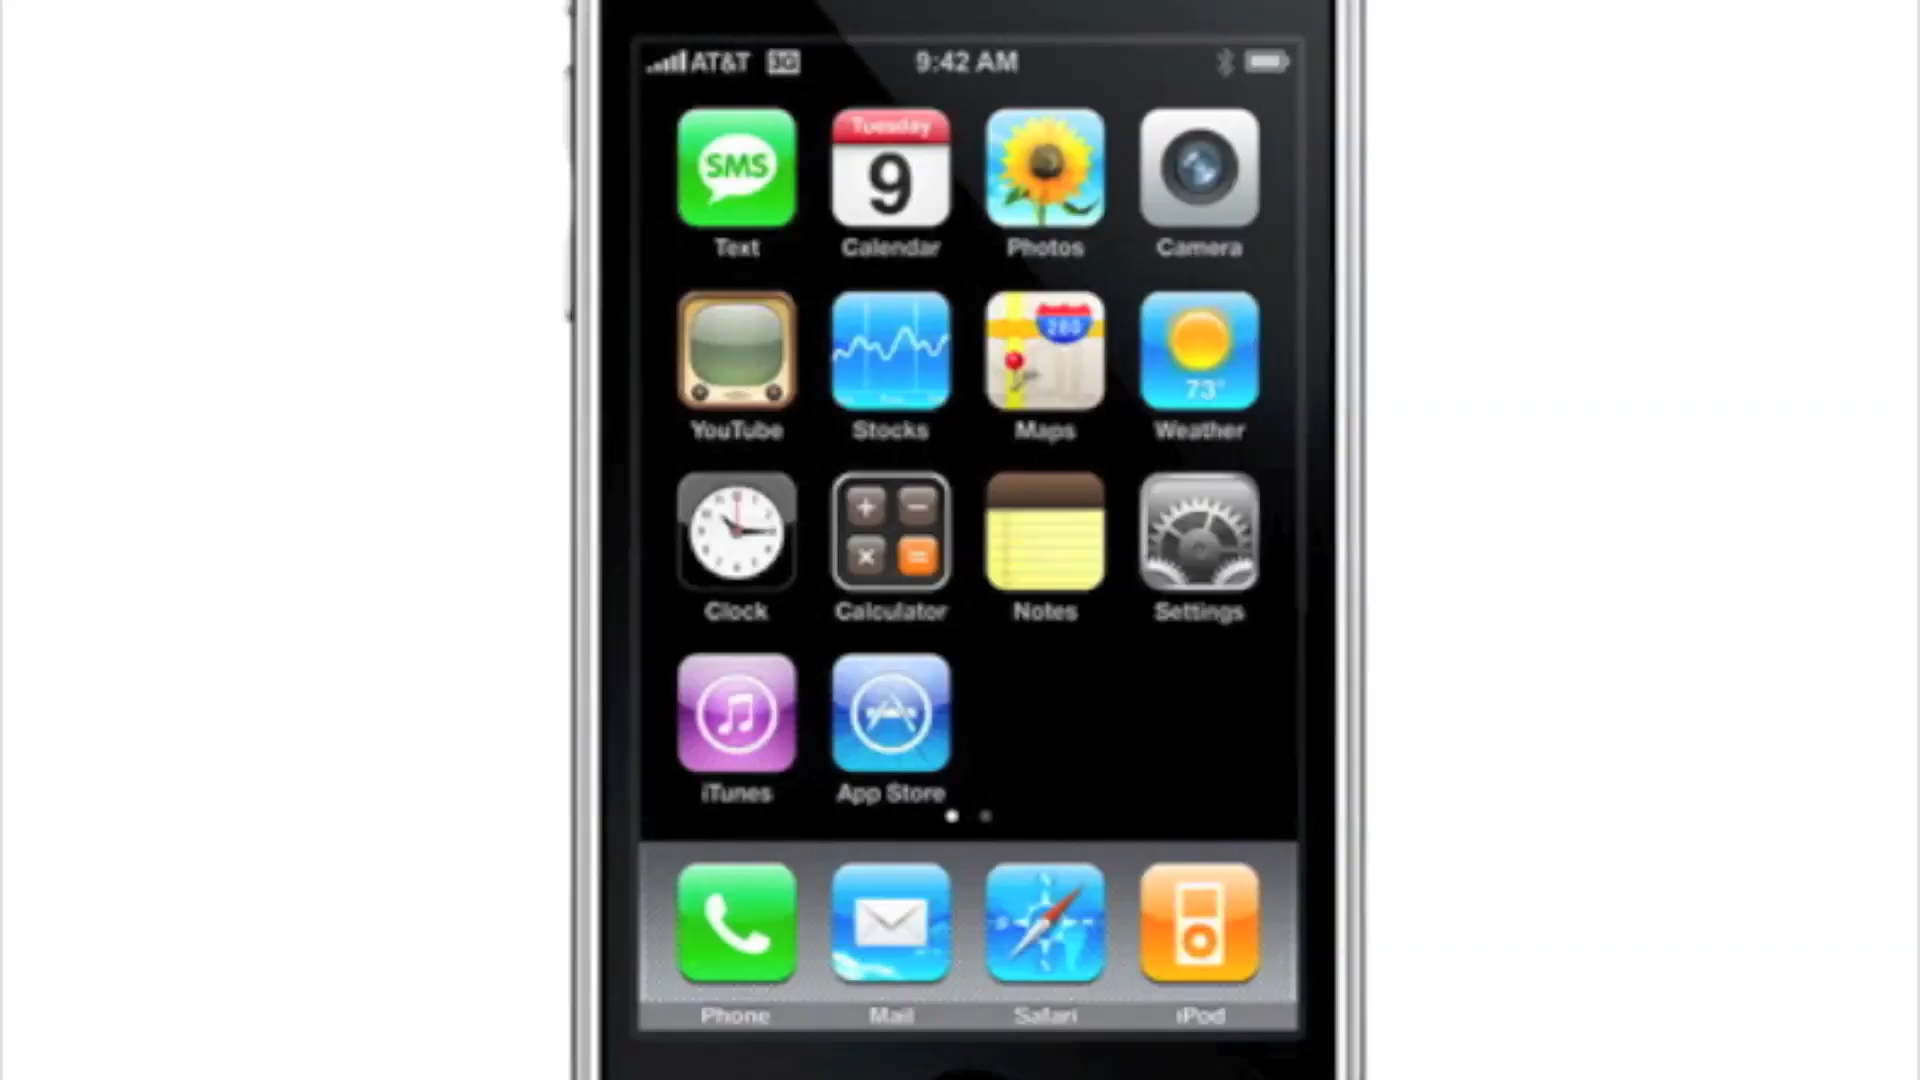 AT&T 3G 9:42 AM
SMS Tuesday 9
Text Calendar Photos Camera
280 73°
YouTube Stocks Maps Weather
Clock Calculator Notes Settings
iTunes App Store
Phone Mail Safari iPod